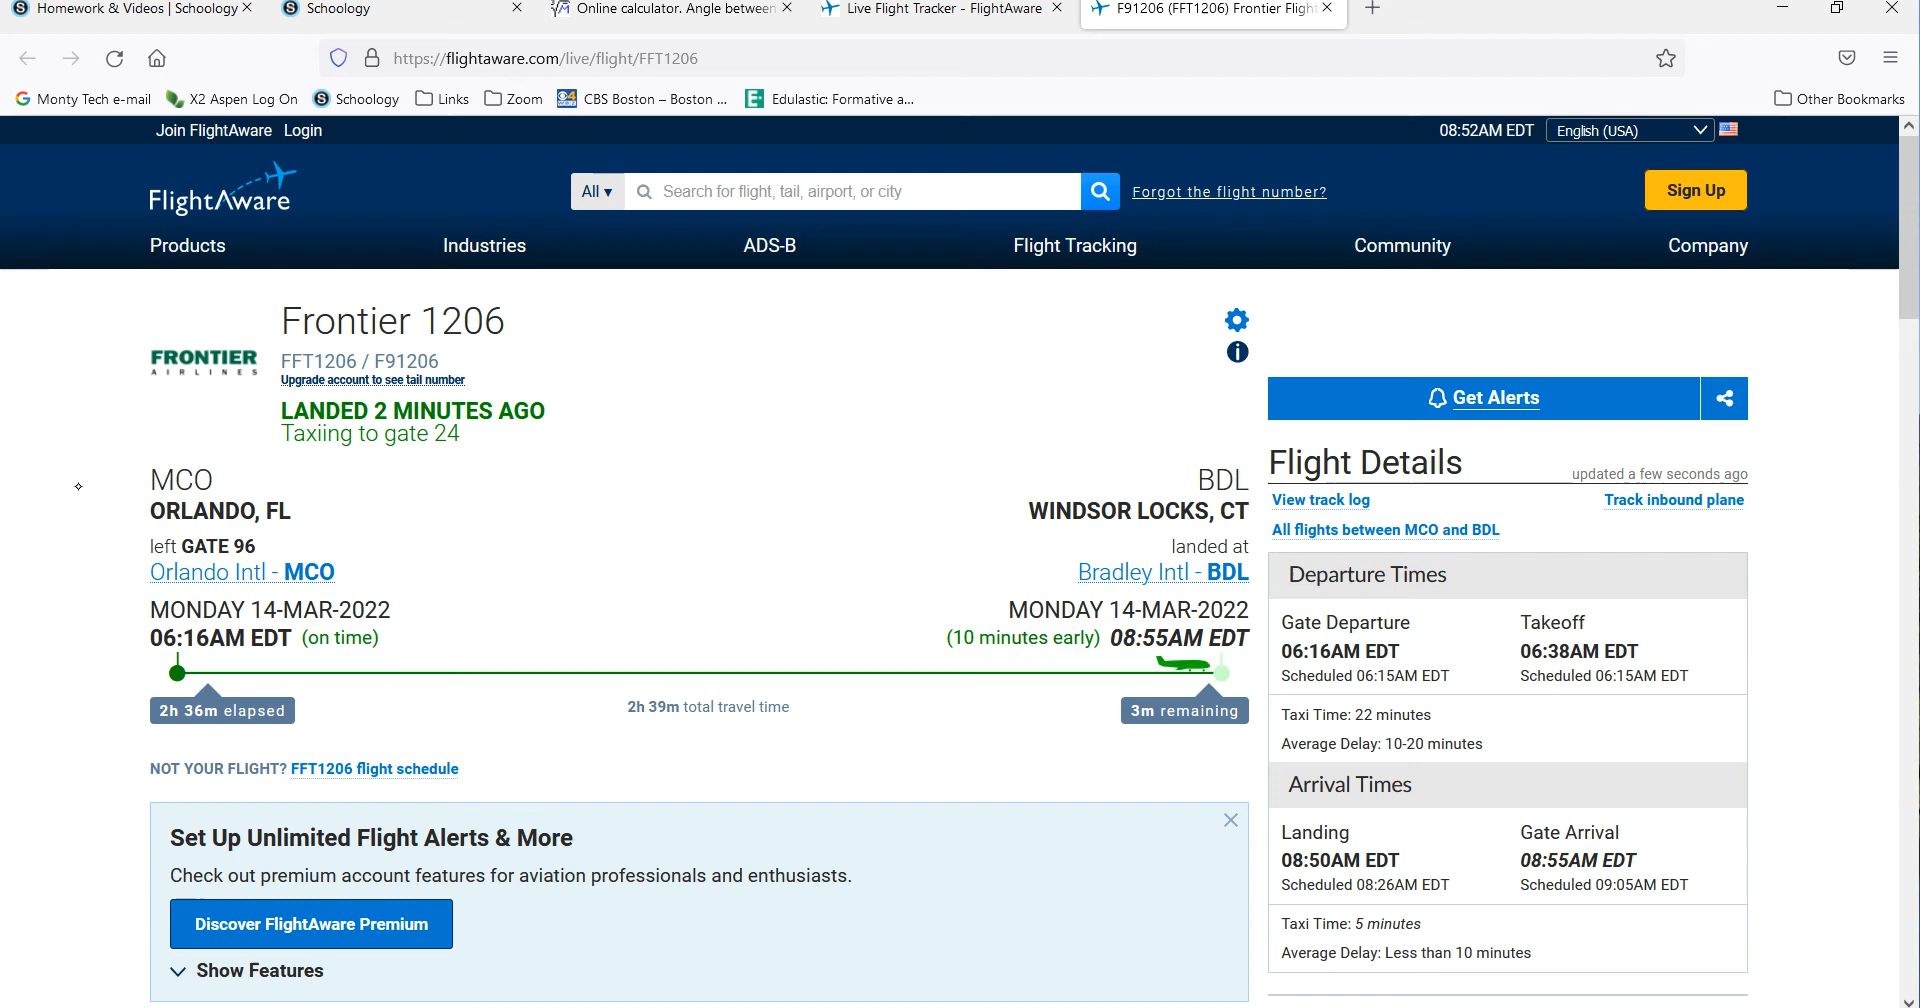 Homework & Videos | Schoology
Schoology
Online calculator. Angle between
Live Flight Tracker - FlightAware
F91206 (FFT1206) Frontier Flight
https://flightaware.com/live/flight/FFT1206
Monty Tech e-mail
X2 Aspen Log On
Schoology
Links
Zoom
CBS Boston – Boston ...
Edulastic: Formative a...
Other Bookmarks
Join FlightAware Login
08:52AM EDT
English (USA)
FlightAware
All ▾
Search for flight, tail, airport, or city
Forgot the flight number?
Sign Up
Products
Industries
ADS-B
Flight Tracking
Community
Company
FRONTIER
AIRLINES
Frontier 1206
FFT1206 / F91206
Upgrade account to see tail number
LANDED 2 MINUTES AGO
Taxiing to gate 24
MCO
ORLANDO, FL
left GATE 96
Orlando Intl - MCO
MONDAY 14-MAR-2022
06:16AM EDT (on time)
BDL
WINDSOR LOCKS, CT
landed at
Bradley Intl - BDL
MONDAY 14-MAR-2022
(10 minutes early) 08:55AM EDT
2h 36m elapsed
2h 39m total travel time
3m remaining
NOT YOUR FLIGHT? FFT1206 flight schedule
Set Up Unlimited Flight Alerts & More
Check out premium account features for aviation professionals and enthusiasts.
Discover FlightAware Premium
Show Features
Get Alerts
Flight Details
updated a few seconds ago
View track log
Track inbound plane
All flights between MCO and BDL
Departure Times
Gate Departure
06:16AM EDT
Scheduled 06:15AM EDT
Takeoff
06:38AM EDT
Scheduled 06:15AM EDT
Taxi Time: 22 minutes
Average Delay: 10-20 minutes
Arrival Times
Landing
08:50AM EDT
Scheduled 08:26AM EDT
Gate Arrival
08:55AM EDT
Scheduled 09:05AM EDT
Taxi Time: 5 minutes
Average Delay: Less than 10 minutes